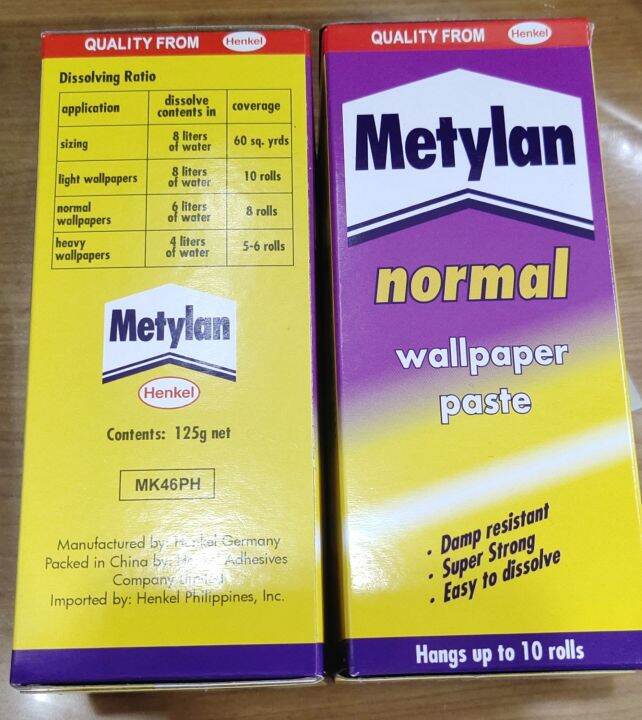 QUALITY FROM Henkel
Dissolving Ratio
application dissolve contents in coverage
sizing 8 liters of water 60 sq. yrds
light wallpapers 8 liters of water 10 rolls
normal wallpapers 6 liters of water 8 rolls
heavy wallpapers 4 liters of water 5-6 rolls
Metylan
Henkel
Contents: 125g net
MK46PH
Manufactured by: Henkel Germany
Packed in China by: Henkel Adhesives
Company Limited
Imported by: Henkel Philippines, Inc.
QUALITY FROM Henkel
Metylan
normal
wallpaper
paste
• Damp resistant
• Super Strong
• Easy to dissolve
Hangs up to 10 rolls